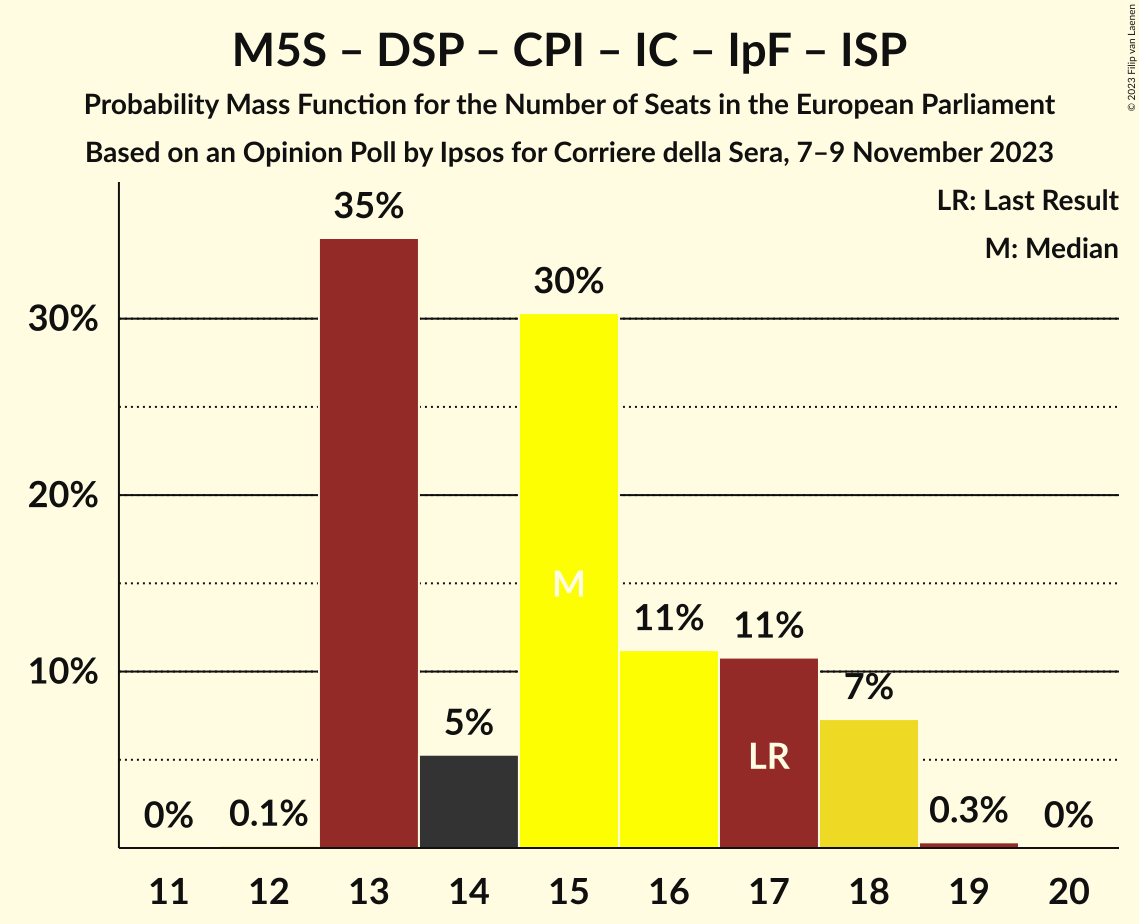 M5S – DSP – CPI – IC – IpF – ISP
Probability Mass Function for the Number of Seats in the European Parliament
Based on an Opinion Poll by Ipsos for Corriere della Sera, 7–9 November 2023
© 2023 Filip van Laenen
LR: Last Result
M: Median
35%
30%
30%
20%
M
11%
11%
10%
7%
5%
LR
0%
0.1%
0.3%
0%
11 12 13 14 15 16 17 18 19 20